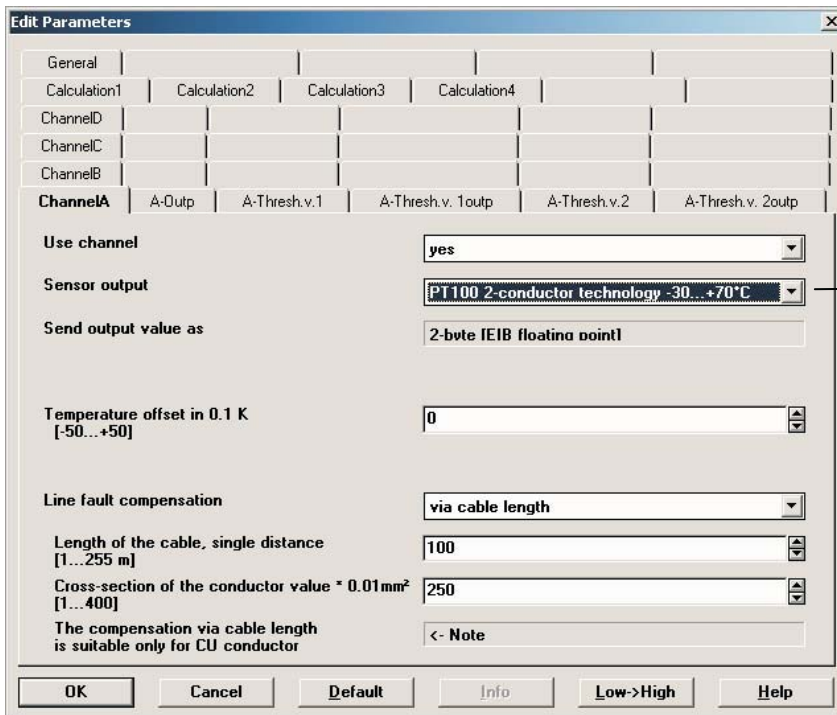 Edit Parameters
General
Calculation1 Calculation2 Calculation3 Calculation4
ChannelD
ChannelC
ChannelB
ChannelA A-Outp A-Thresh.v.1 A-Thresh.v. 1outp A-Thresh.v.2 A-Thresh.v. 2outp
Use channel yes
Sensor output PT100 2-conductor technology -30...+70°C
Send output value as 2-byte [EIB floating point]
Temperature offset in 0.1 K 0
[-50...+50]
Line fault compensation via cable length
Length of the cable, single distance 100
[1...255 m]
Cross-section of the conductor value * 0.01mm² 250
[1...400]
The compensation via cable length <- Note
is suitable only for CU conductor
OK Cancel Default Info Low->High Help